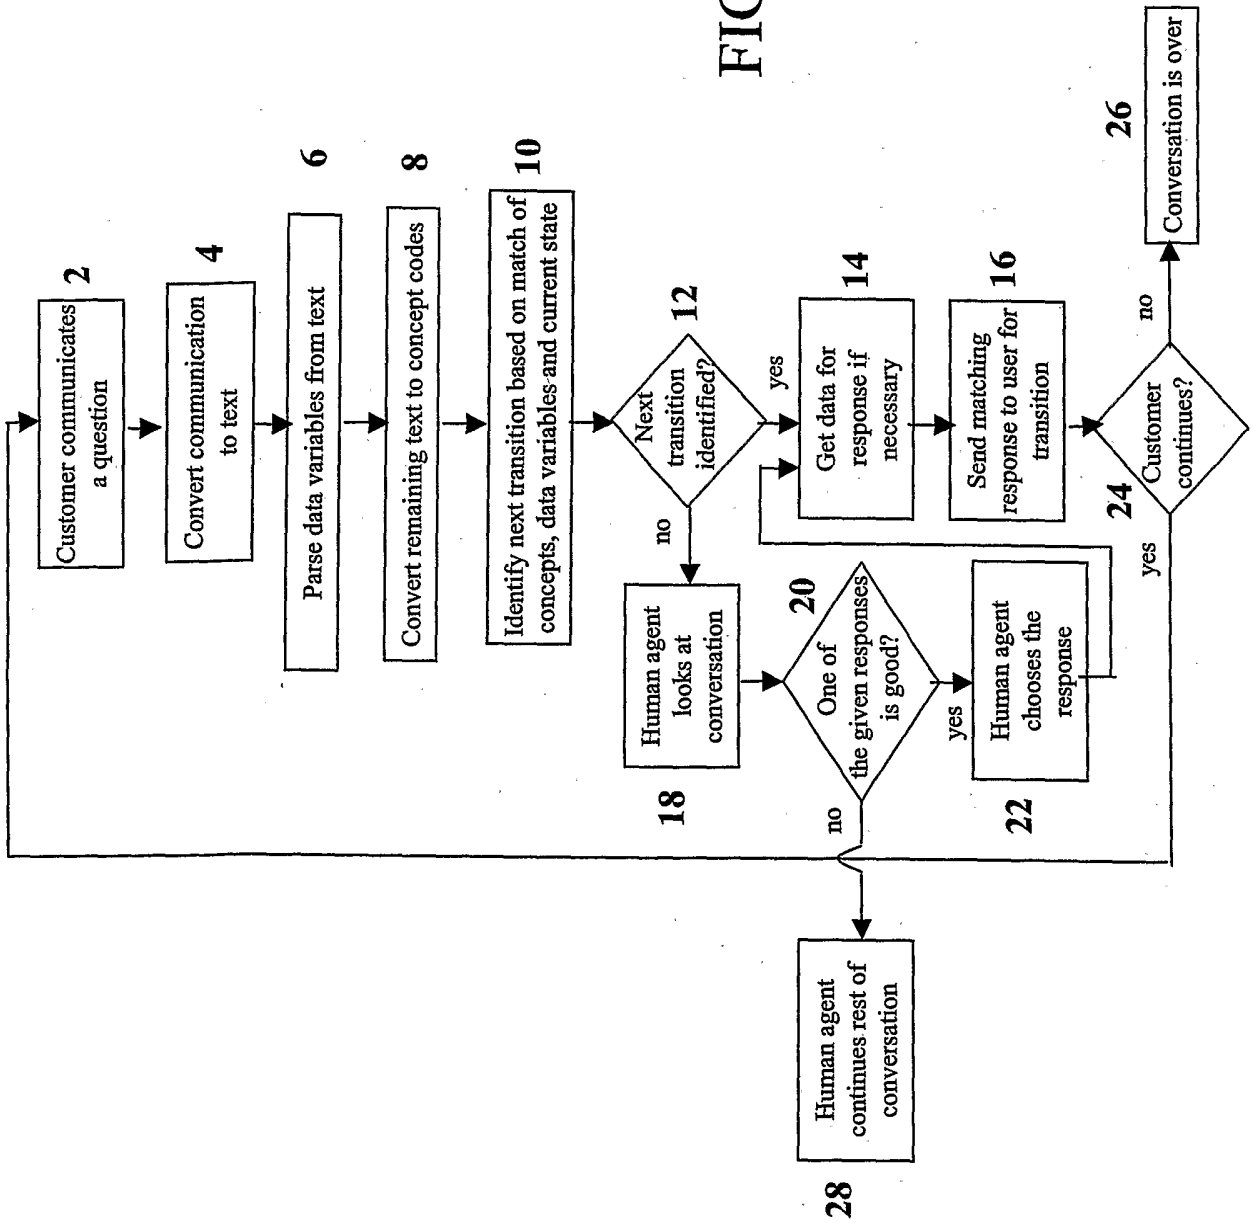 FIG
Customer communicates
a question
2
Convert communication
to text
4
Parse data variables from text
6
Convert remaining text to concept codes
8
Identify next transition based on match of
concepts, data variables and current state
10
Next
transition
identified?
12
yes
no
Get data for
response if
necessary
14
Send matching
response to user for
transition
16
Human agent
looks at
conversation
18
One of
the given responses
is good?
20
yes
no
Human agent
chooses the
response
22
Customer
continues?
24
yes
no
Conversation is over
26
Human agent
continues rest of
conversation
28